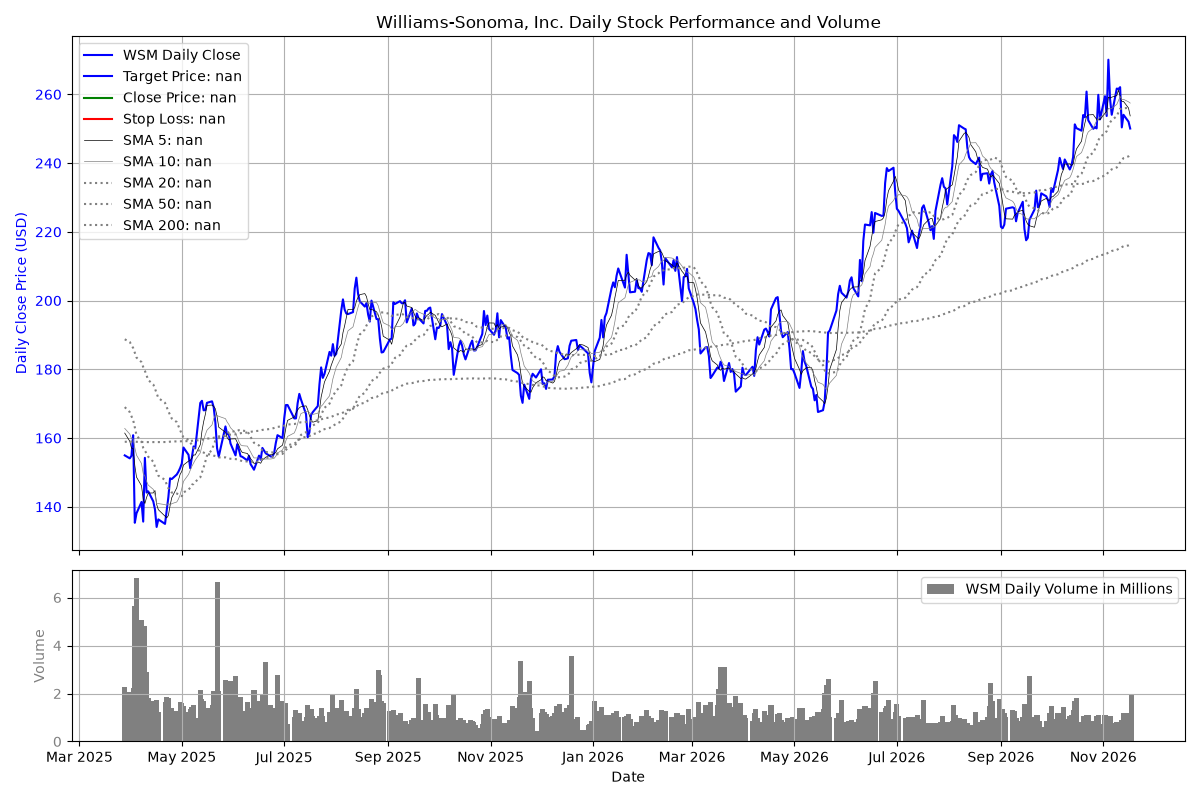 Williams-Sonoma, Inc. Daily Stock Performance and Volume
WSM Daily Close
Target Price: nan
Close Price: nan
Stop Loss: nan
SMA 5: nan
SMA 10: nan
SMA 20: nan
SMA 50: nan
SMA 200: nan
Daily Close Price (USD)
260
240
220
200
180
160
140
WSM Daily Volume in Millions
Volume
6
4
2
0
Mar 2025 May 2025 Jul 2025 Sep 2025 Nov 2025 Jan 2026 Mar 2026 May 2026 Jul 2026 Sep 2026 Nov 2026
Date